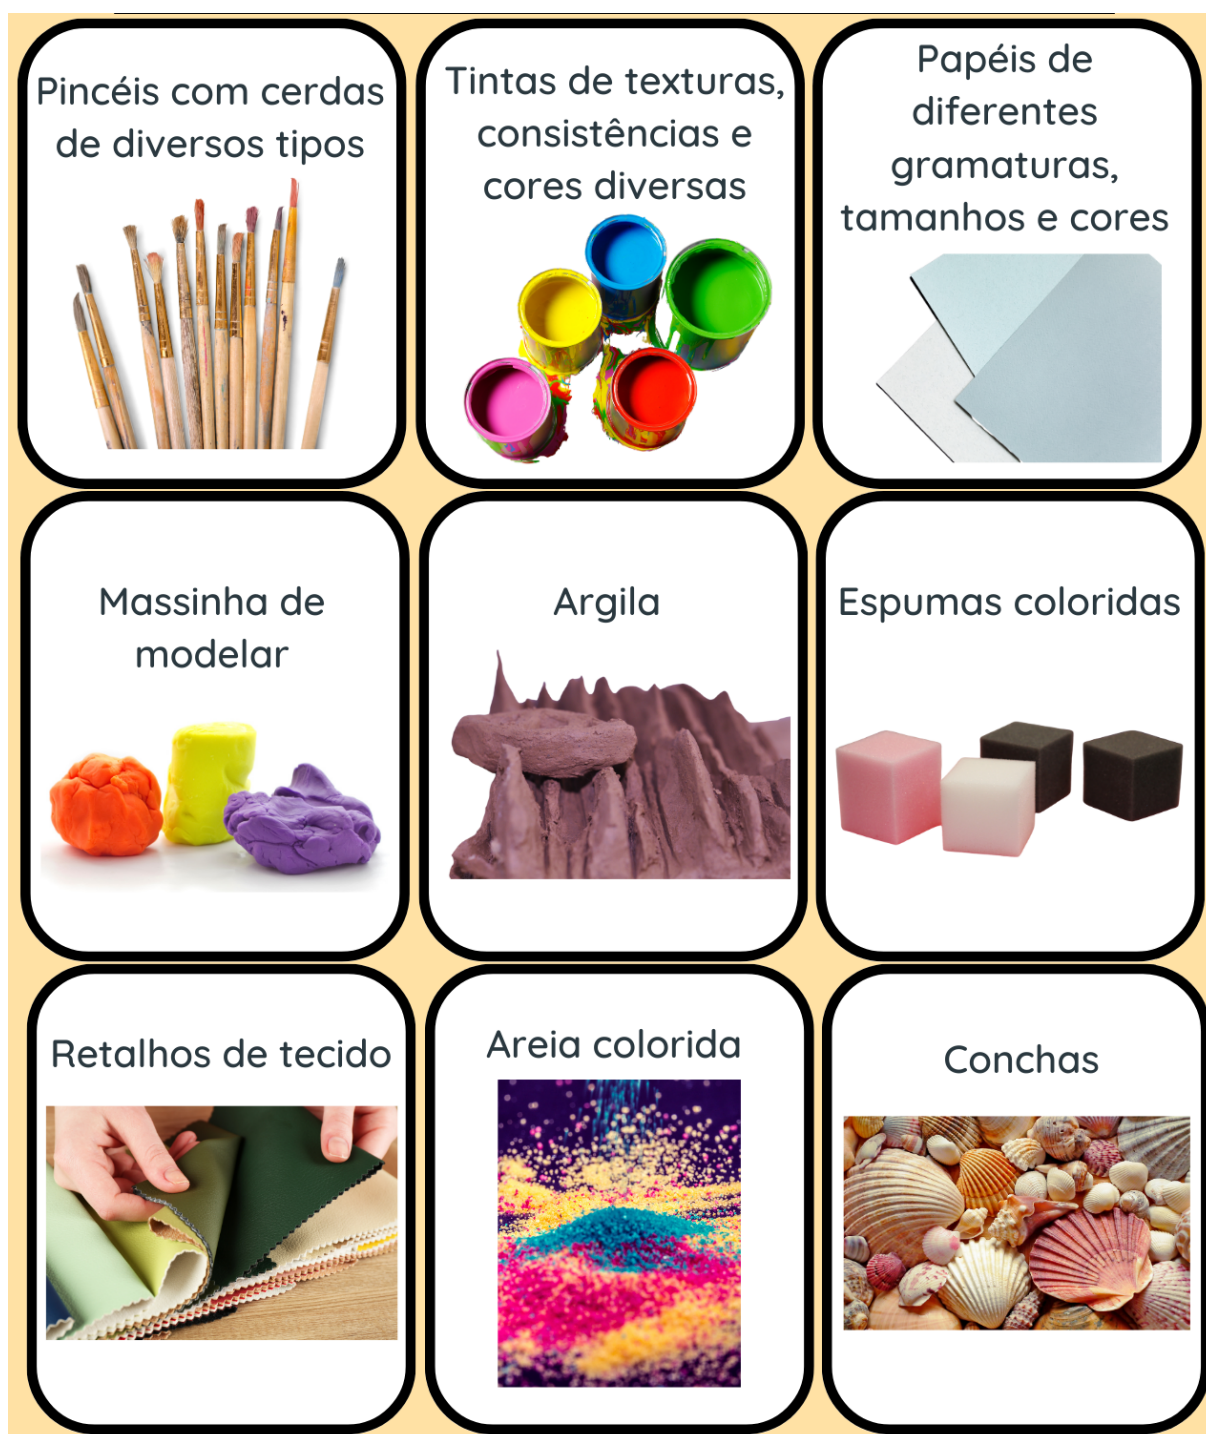 Pincéis com cerdas
de diversos tipos
Tintas de texturas,
consistências e
cores diversas
Papéis de
diferentes
gramaturas,
tamanhos e cores
Massinha de
modelar
Argila
Espumas coloridas
Retalhos de tecido
Areia colorida
Conchas